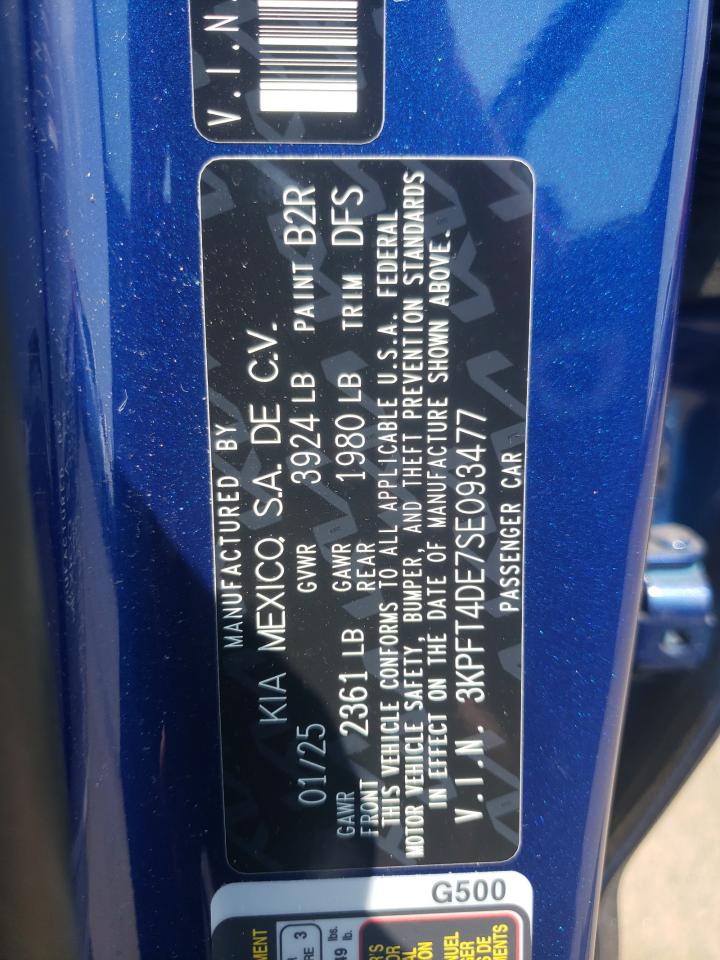 V.I.N.
MANUFACTURED BY
KIA MEXICO, S.A. DE C.V.
01/25 GVWR 3924 LB PAINT B2R
GAWR FRONT 2361 LB GAWR REAR 1980 LB TRIM DFS
THIS VEHICLE CONFORMS TO ALL APPLICABLE U.S.A. FEDERAL
MOTOR VEHICLE SAFETY, BUMPER, AND THEFT PREVENTION STANDARDS
IN EFFECT ON THE DATE OF MANUFACTURE SHOWN ABOVE.
V.I.N. 3KPFT4DE7SE093477
PASSENGER CAR
G500